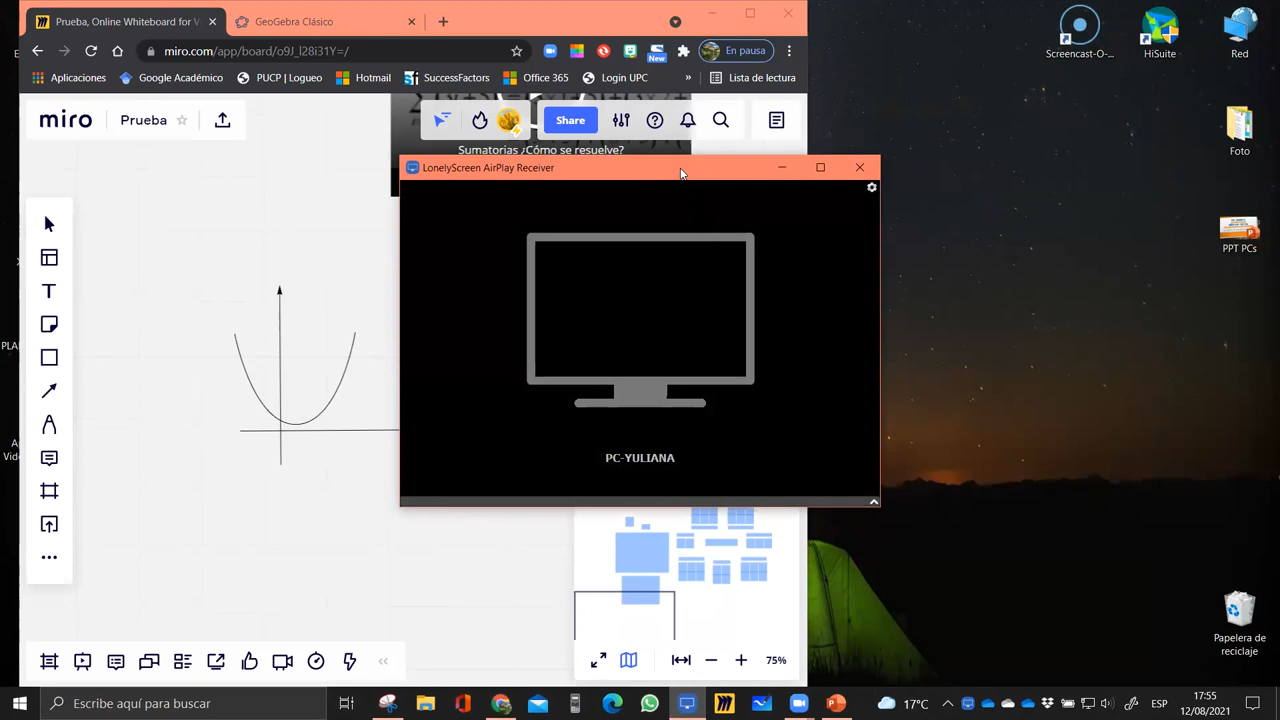 Prueba, Online Whiteboard for V
GeoGebra Clásico
miro.com/app/board/o9J_l28i31Y=/
New
En pausa
Aplicaciones
Google Académico
PUCP | Logueo
Hotmail
SuccessFactors
Office 365
Login UPC
»
Lista de lectura
miro
Prueba
Share
Sumatorias ¿Cómo se resuelve?
LonelyScreen AirPlay Receiver
PC-YULIANA
75%
Screencast-O-...
HiSuite
Red
Foto
PPT PCs
Papelera de
reciclaje
Escribe aquí para buscar
17°C
ESP
17:55
12/08/2021